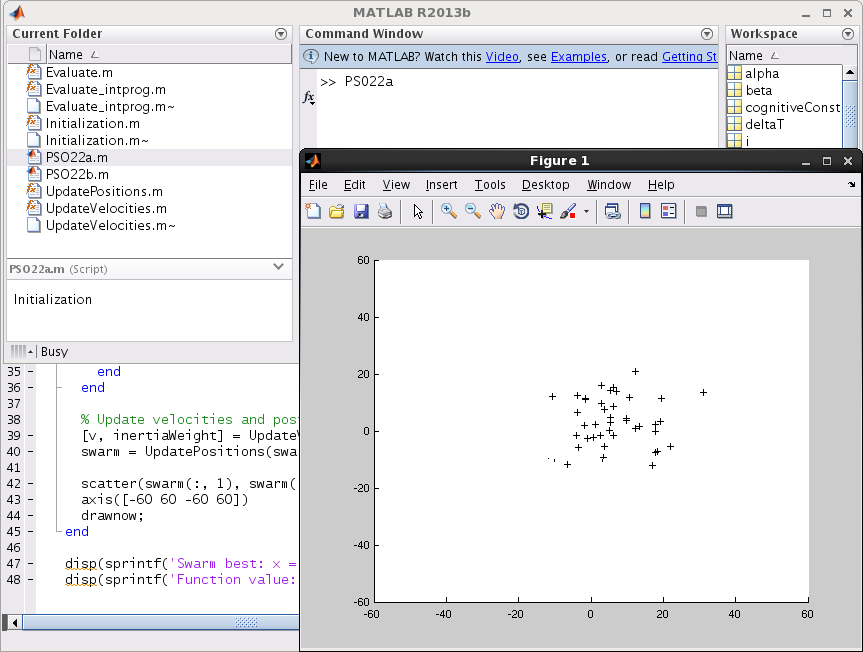 MATLAB R2013b
Current Folder
Name
Evaluate.m
Evaluate_intprog.m
Evaluate_intprog.m~
Initialization.m
Initialization.m~
PSO22a.m
PSO22b.m
UpdatePositions.m
UpdateVelocities.m
UpdateVelocities.m~
PSO22a.m (Script)
Initialization
Busy
Command Window
New to MATLAB? Watch this Video, see Examples, or read Getting St
>> PSO22a
fx
Workspace
Name
alpha
beta
cognitiveConst
deltaT
i
35 - end
36 - end
37
38 % Update velocities and pos
39 - [v, inertiaWeight] = UpdateV
40 - swarm = UpdatePositions(swa
41
42 - scatter(swarm(:, 1), swarm(
43 - axis([-60 60 -60 60])
44 - drawnow;
45 - end
46
47 - disp(sprintf('Swarm best: x =
48 - disp(sprintf('Function value:
Figure 1
File Edit View Insert Tools Desktop Window Help
60
40
20
0
-20
-40
-60
-60 -40 -20 0 20 40 60